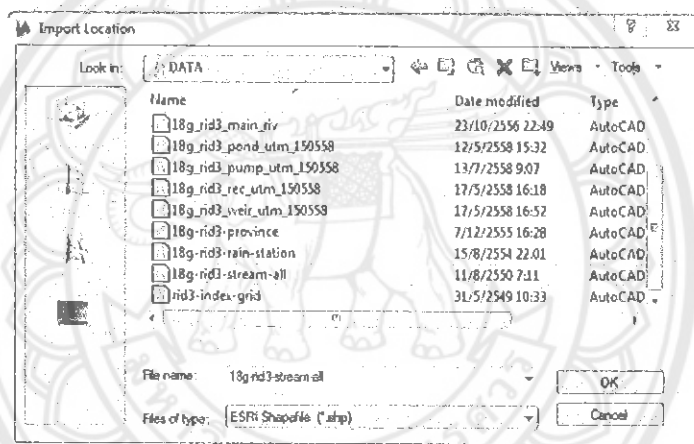 Import Location
Look in: DATA Views Tools
Name Date modified Type
18g_rid3_main_riv 23/10/2556 22:49 AutoCAD
18g_rid3_pond_utm_150558 12/5/2558 15:32 AutoCAD
18g_rid3_pump_utm_150558 13/7/2558 9:07 AutoCAD
18g_rid3_rec_utm_150558 17/5/2558 16:18 AutoCAD
18g_rid3_weir_utm_150558 17/5/2558 16:52 AutoCAD
18g-rid3-province 7/12/2555 16:28 AutoCAD
18g-rid3-rain-station 15/8/2554 22:01 AutoCAD
18g-rid3-stream-all 11/8/2550 7:11 AutoCAD
rid3-index-grid 31/5/2549 10:33 AutoCAD
File name: 18g-rid3-stream-all OK
Files of type: ESRI Shapefile (*.shp) Cancel